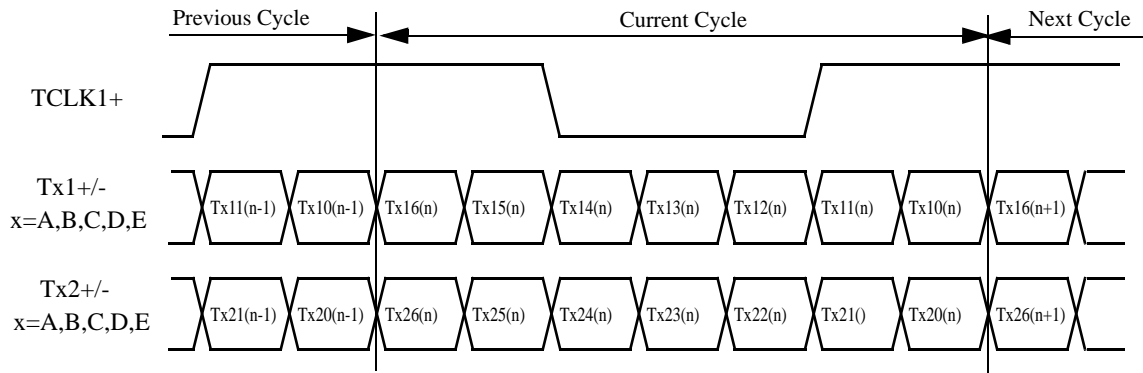 Previous Cycle
Current Cycle
Next Cycle
TCLK1+
Tx1+/-
x=A,B,C,D,E
Tx11(n-1)
Tx10(n-1)
Tx16(n)
Tx15(n)
Tx14(n)
Tx13(n)
Tx12(n)
Tx11(n)
Tx10(n)
Tx16(n+1)
Tx2+/-
x=A,B,C,D,E
Tx21(n-1)
Tx20(n-1)
Tx26(n)
Tx25(n)
Tx24(n)
Tx23(n)
Tx22(n)
Tx21()
Tx20(n)
Tx26(n+1)